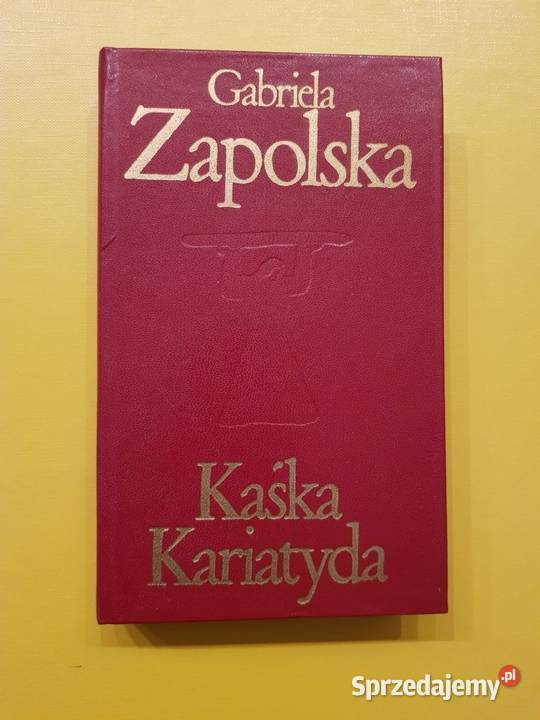 Gabriela
Zapolska
Kaśka
Kariatyda
Sprzedajemy.pl